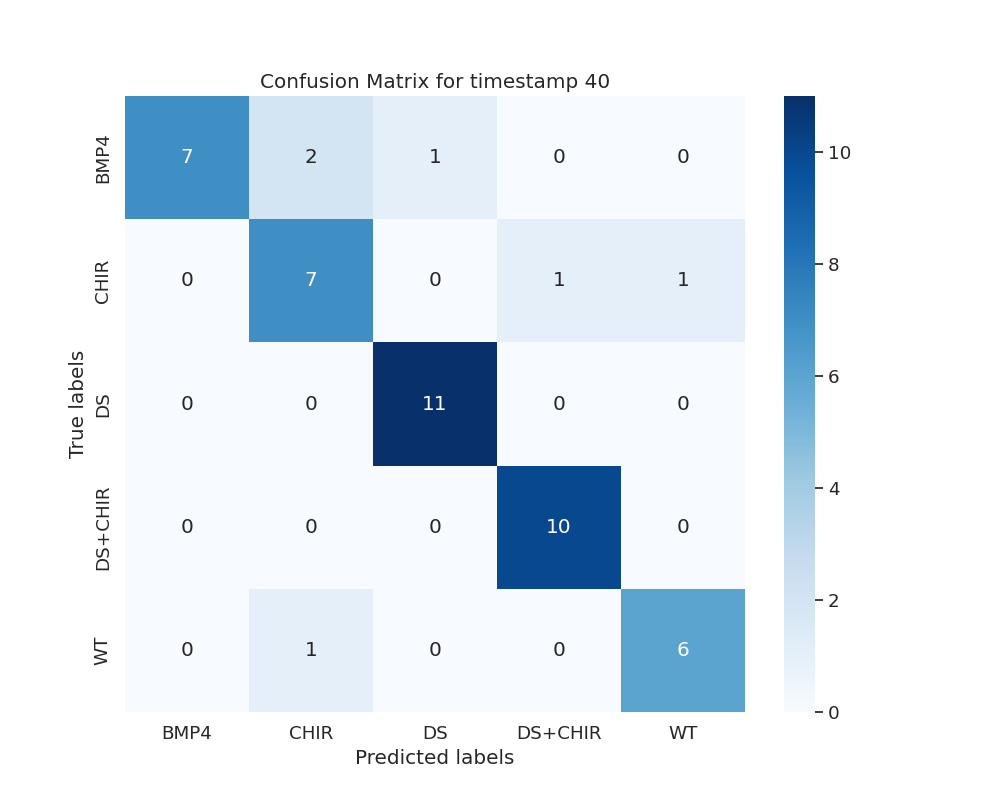 Confusion Matrix for timestamp 40
True labels
BMP4 7 2 1 0 0
CHIR 0 7 0 1 1
DS 0 0 11 0 0
DS+CHIR 0 0 0 10 0
WT 0 1 0 0 6
BMP4 CHIR DS DS+CHIR WT
Predicted labels
10
8
6
4
2
0